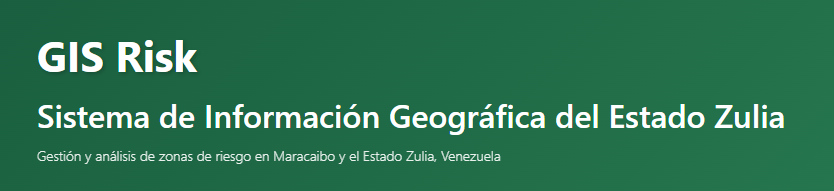 GIS Risk
Sistema de Información Geográfica del Estado Zulia
Gestión y análisis de zonas de riesgo en Maracaibo y el Estado Zulia, Venezuela